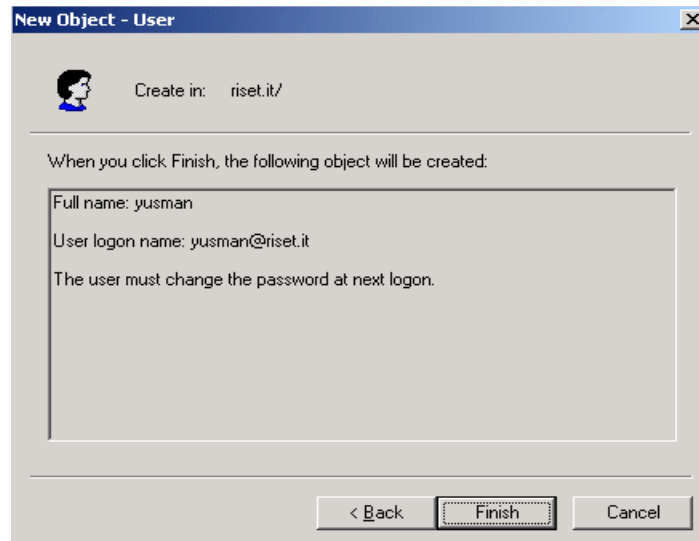 New Object - User
Create in: riset.it/
When you click Finish, the following object will be created:
Full name: yusman
User logon name: yusman@riset.it
The user must change the password at next logon.
< Back Finish Cancel